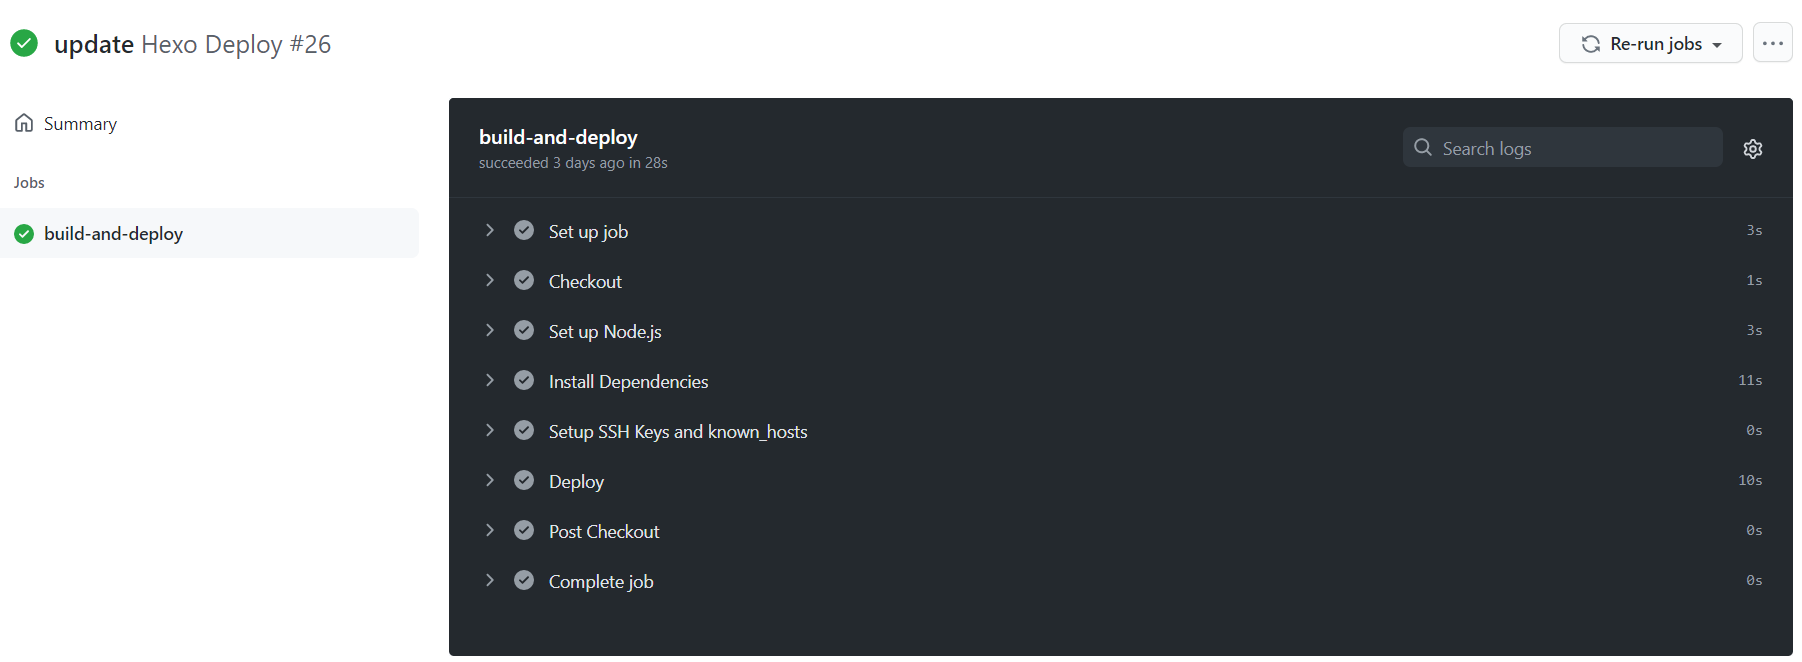 update Hexo Deploy #26
Re-run jobs
Summary
Jobs
build-and-deploy
build-and-deploy
succeeded 3 days ago in 28s
Search logs
Set up job 3s
Checkout 1s
Set up Node.js 3s
Install Dependencies 11s
Setup SSH Keys and known_hosts 0s
Deploy 10s
Post Checkout 0s
Complete job 0s